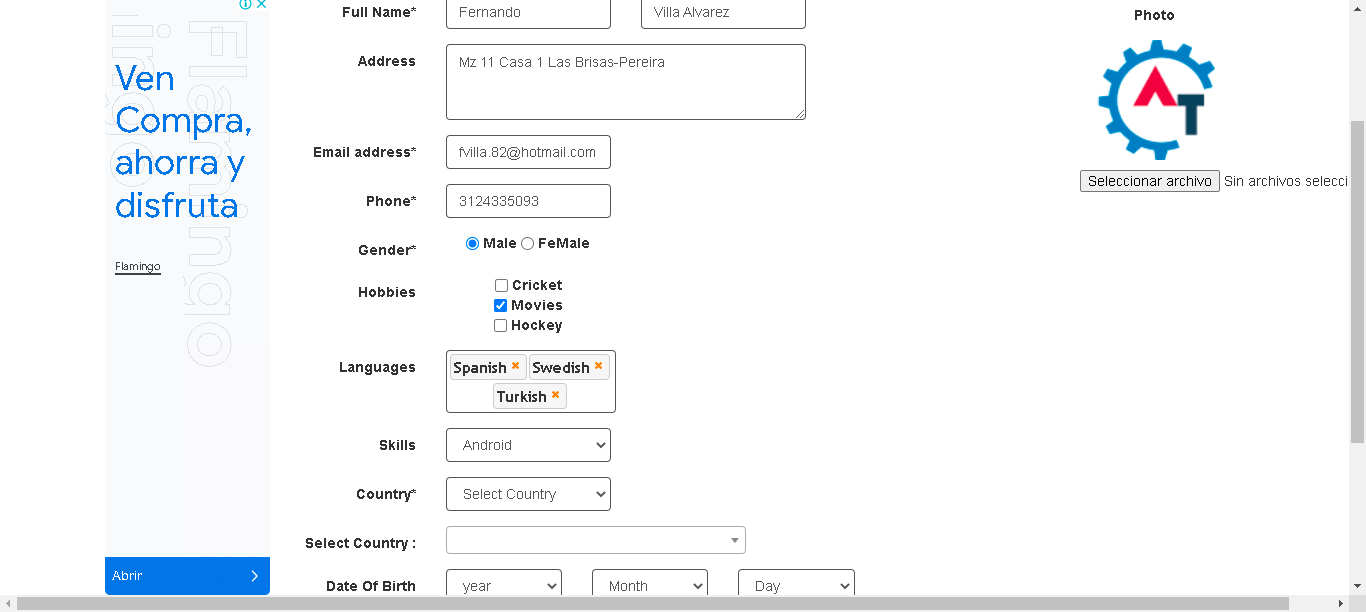 Full Name* Fernando Villa Alvarez
Photo
Address Mz 11 Casa 1 Las Brisas-Pereira
Ven
Compra,
ahorra y
disfruta
Flamingo
Flamingo
AT
Email address* fvilla.82@hotmail.com
Seleccionar archivo Sin archivos selecci
Phone* 3124335093
Gender* Male FeMale
Hobbies Cricket
Movies
Hockey
Languages Spanish × Swedish ×
Turkish ×
Skills Android
Country* Select Country
Select Country :
Abrir
Date Of Birth year Month Day